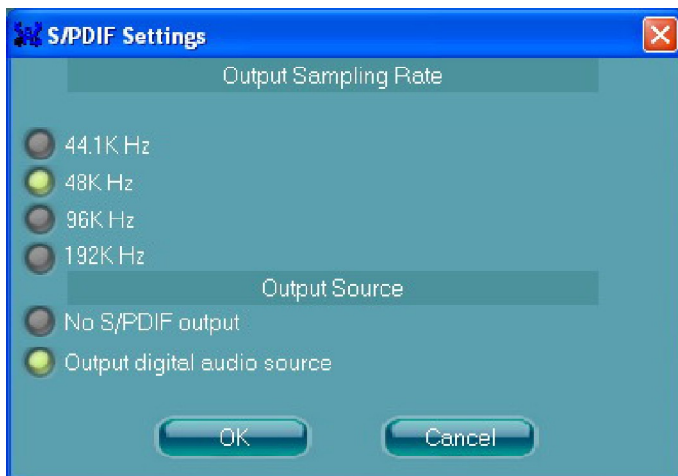 S/PDIF Settings
Output Sampling Rate
44.1K Hz
48K Hz
96K Hz
192K Hz
Output Source
No S/PDIF output
Output digital audio source
OK
Cancel